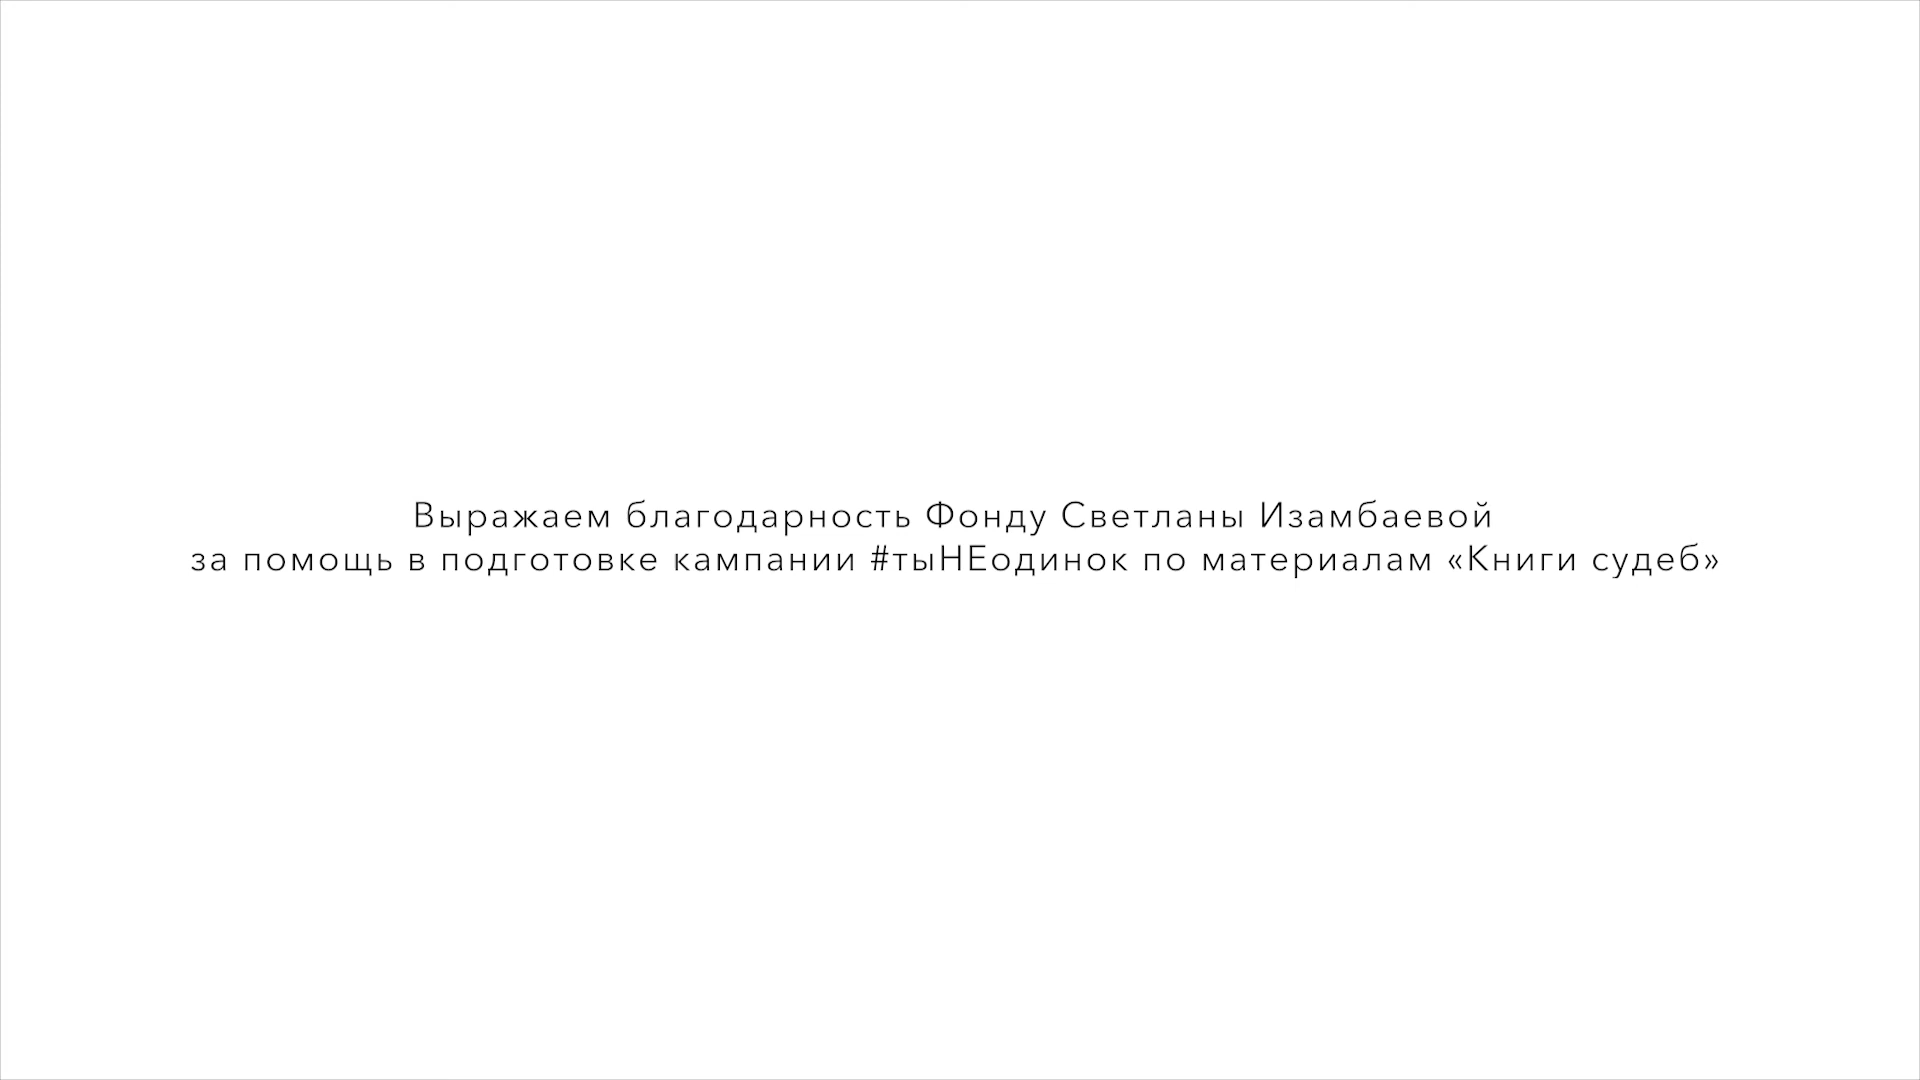 Выражаем благодарность Фонду Светланы Изамбаевой
за помощь в подготовке кампании #тыНЕодинок по материалам «Книги судеб»